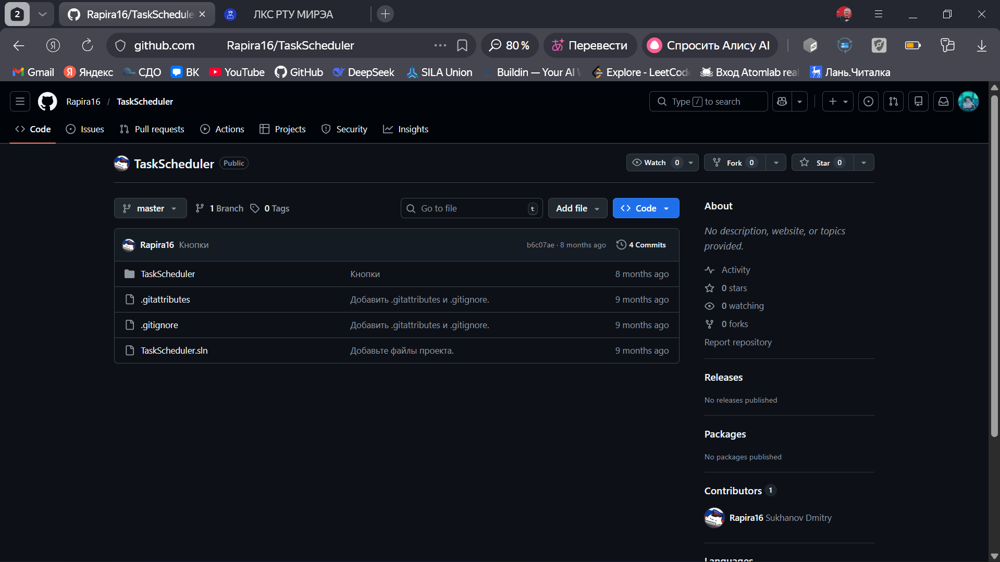 2
Rapira16/TaskSchedule
ЛКС РТУ МИРЭА
Я
github.com
Rapira16/TaskScheduler
80 %
Перевести
Спросить Алису AI
Gmail
Яндекс
СДО
ВК
YouTube
GitHub
DeepSeek
SILA Union
Buildin — Your AI
Explore - LeetCode
Вход Atomlab real
Лань.Читалка
Rapira16 / TaskScheduler
Type / to search
Code
Issues
Pull requests
Actions
Projects
Security
Insights
TaskScheduler
Public
Watch 0
Fork 0
Star 0
master
1 Branch
0 Tags
Go to file
t
Add file
Code
Rapira16 Кнопки
b6c07ae · 8 months ago
4 Commits
TaskScheduler
Кнопки
8 months ago
.gitattributes
Добавить .gitattributes и .gitignore.
9 months ago
.gitignore
Добавить .gitattributes и .gitignore.
9 months ago
TaskScheduler.sln
Добавьте файлы проекта.
9 months ago
About
No description, website, or topics
provided.
Activity
0 stars
0 watching
0 forks
Report repository
Releases
No releases published
Packages
No packages published
Contributors 1
Rapira16 Sukhanov Dmitry
Languages